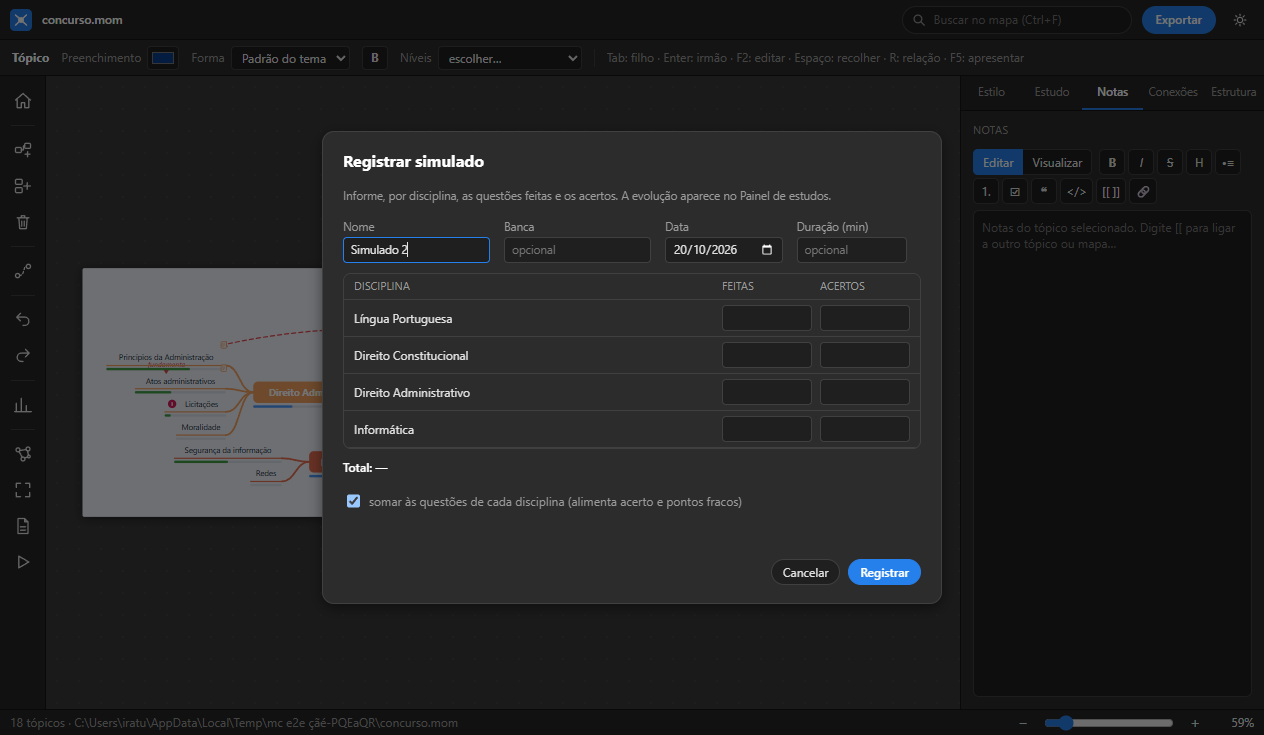 concurso.mom
Buscar no mapa (Ctrl+F)
Exportar
Tópico Preenchimento Forma Padrão do tema B Níveis escolher... Tab: filho · Enter: irmão · F2: editar · Espaço: recolher · R: relação · F5: apresentar
Estilo Estudo Notas Conexões Estrutura
NOTAS
Editar Visualizar B I S H
1. ❝ </> [[ ]]
Notas do tópico selecionado. Digite [[ para ligar
a outro tópico ou mapa...
Princípios da Administração
fundamenta
Atos administrativos
Licitações
Moralidade
Direito Adm
Segurança da informação
Redes
Registrar simulado
Informe, por disciplina, as questões feitas e os acertos. A evolução aparece no Painel de estudos.
Nome Banca Data Duração (min)
Simulado 2 opcional 20/10/2026 opcional
DISCIPLINA FEITAS ACERTOS
Língua Portuguesa
Direito Constitucional
Direito Administrativo
Informática
Total: —
somar às questões de cada disciplina (alimenta acerto e pontos fracos)
Cancelar Registrar
18 tópicos · C:\Users\iratu\AppData\Local\Temp\mc e2e çãé-PQEaQR\concurso.mom
− + 59%